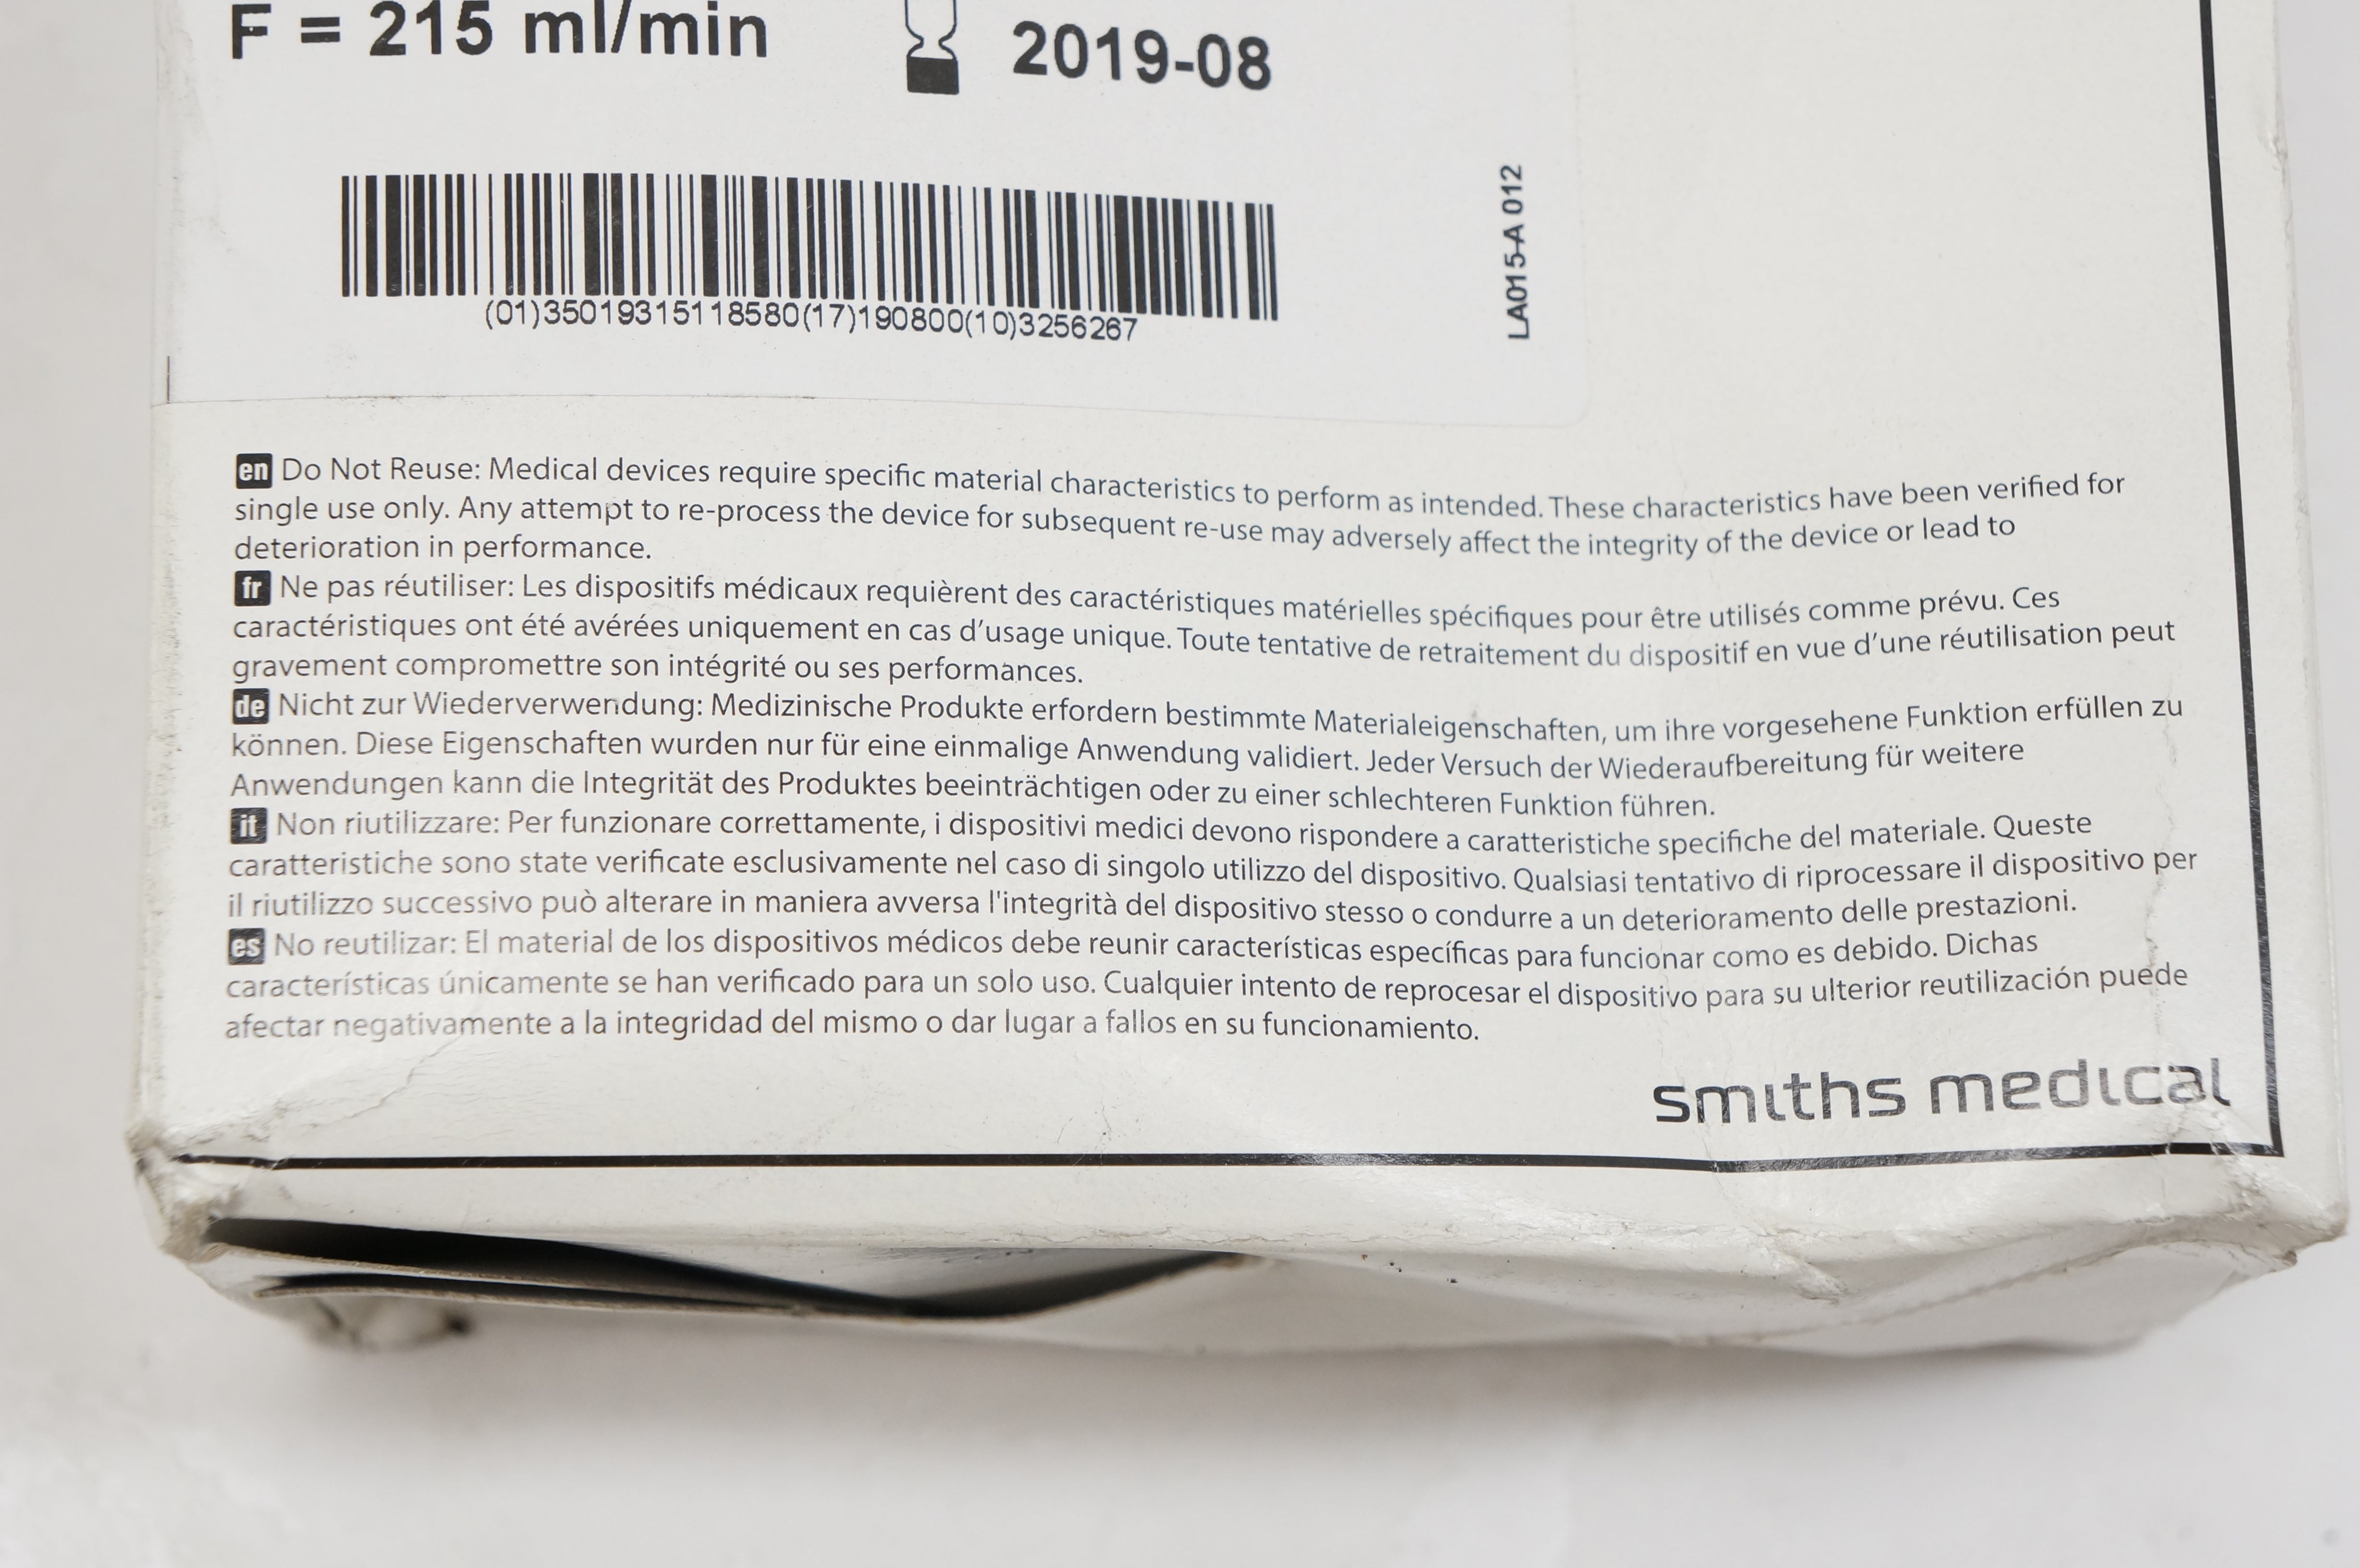 F = 215 ml/min
2019-08
(01)35019315118580(17)190800(10)3256267
LA015-A 012
en Do Not Reuse: Medical devices require specific material characteristics to perform as intended. These characteristics have been verified for
single use only. Any attempt to re-process the device for subsequent re-use may adversely affect the integrity of the device or lead to
deterioration in performance.
fr Ne pas réutiliser: Les dispositifs médicaux requièrent des caractéristiques matérielles spécifiques pour être utilisés comme prévu. Ces
caractéristiques ont été avérées uniquement en cas d’usage unique. Toute tentative de retraitement du dispositif en vue d’une réutilisation peut
gravement compromettre son intégrité ou ses performances.
de Nicht zur Wiederverwendung: Medizinische Produkte erfordern bestimmte Materialeigenschaften, um ihre vorgesehene Funktion erfüllen zu
können. Diese Eigenschaften wurden nur für eine einmalige Anwendung validiert. Jeder Versuch der Wiederaufbereitung für weitere
Anwendungen kann die Integrität des Produktes beeinträchtigen oder zu einer schlechteren Funktion führen.
it Non riutilizzare: Per funzionare correttamente, i dispositivi medici devono rispondere a caratteristiche specifiche del materiale. Queste
caratteristiche sono state verificate esclusivamente nel caso di singolo utilizzo del dispositivo. Qualsiasi tentativo di riprocessare il dispositivo per
il riutilizzo successivo può alterare in maniera avversa l'integrità del dispositivo stesso o condurre a un deterioramento delle prestazioni.
es No reutilizar: El material de los dispositivos médicos debe reunir características específicas para funcionar como es debido. Dichas
características únicamente se han verificado para un solo uso. Cualquier intento de reprocesar el dispositivo para su ulterior reutilización puede
afectar negativamente a la integridad del mismo o dar lugar a fallos en su funcionamiento.
smiths medical